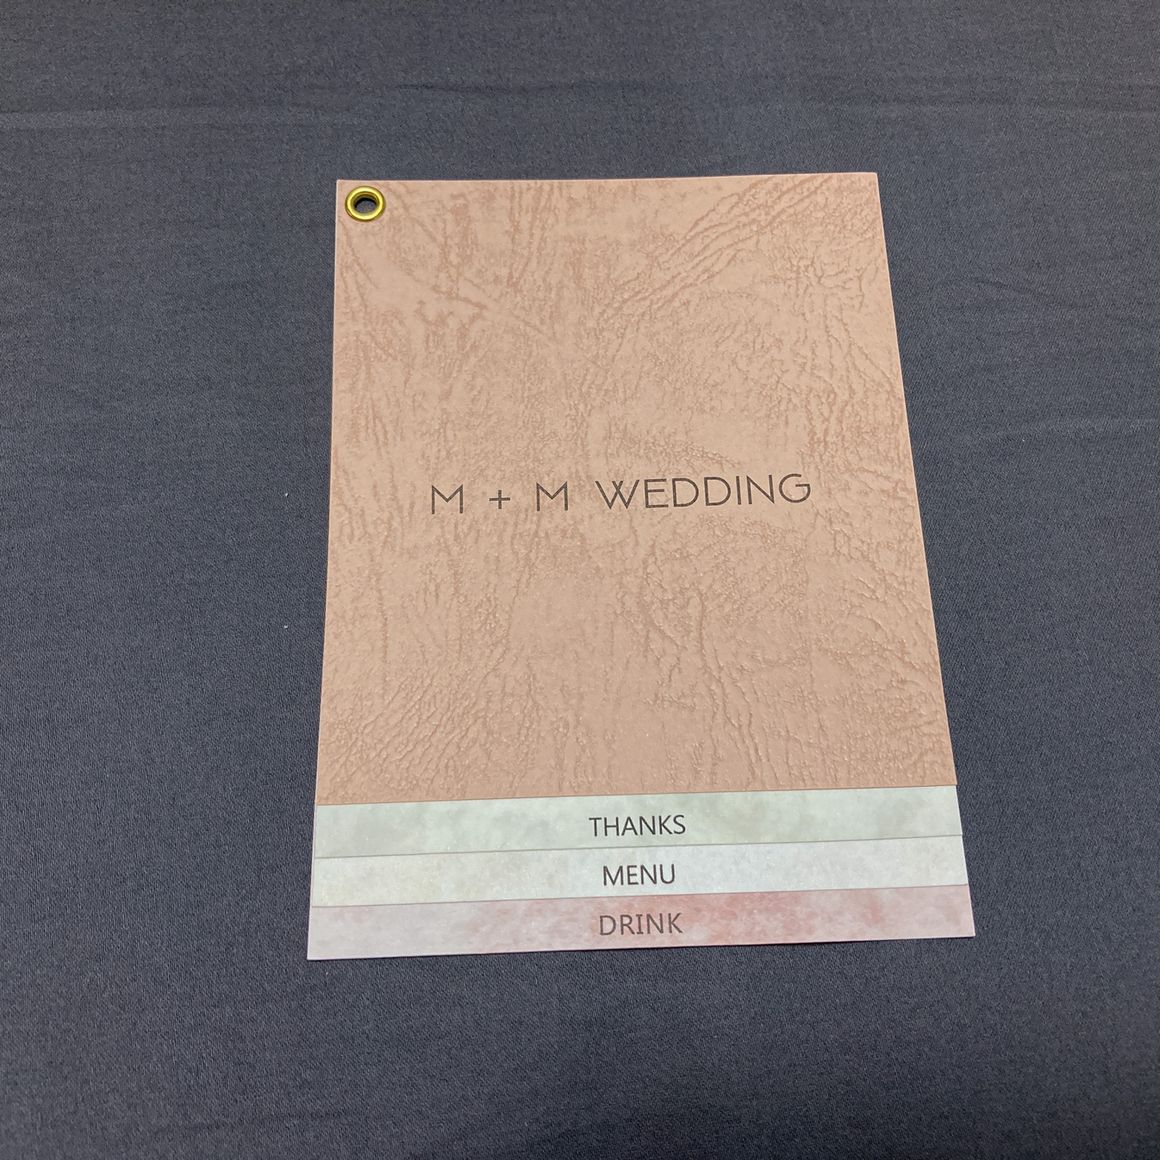 M + M WEDDING
THANKS
MENU
DRINK